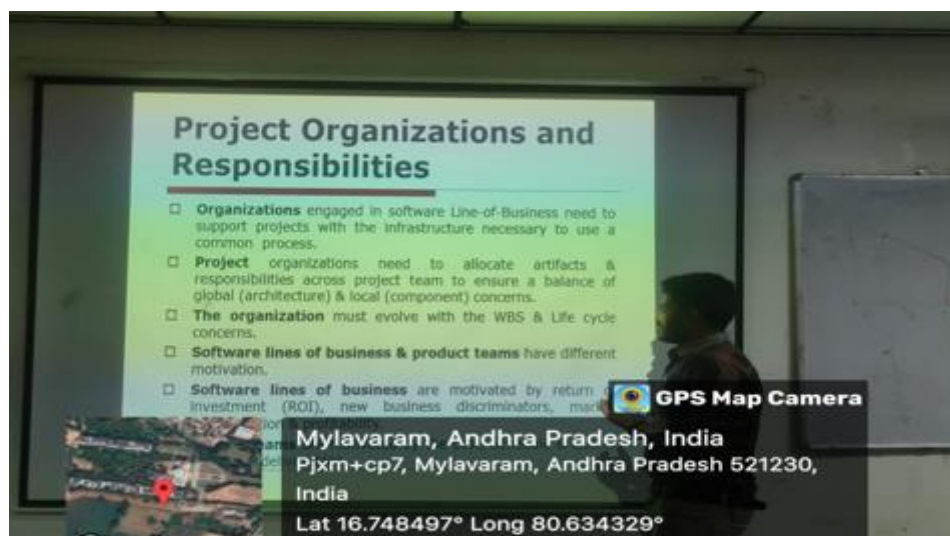 Project Organizations and
Responsibilities
Organizations engaged in software Line-of-Business need to
support projects with the infrastructure necessary to use a
common process.
Project organizations need to allocate artifacts &
responsibilities across project team to ensure a balance of
global (architecture) & local (component) concerns.
The organization must evolve with the WBS & Life cycle
concerns.
Software lines of business & product teams have different
motivation.
Software lines of business are motivated by return
investment (ROI), new business discriminators,
& profitability.
GPS Map Camera
Mylavaram, Andhra Pradesh, India
Pjxm+cp7, Mylavaram, Andhra Pradesh 521230,
India
Lat 16.748497° Long 80.634329°